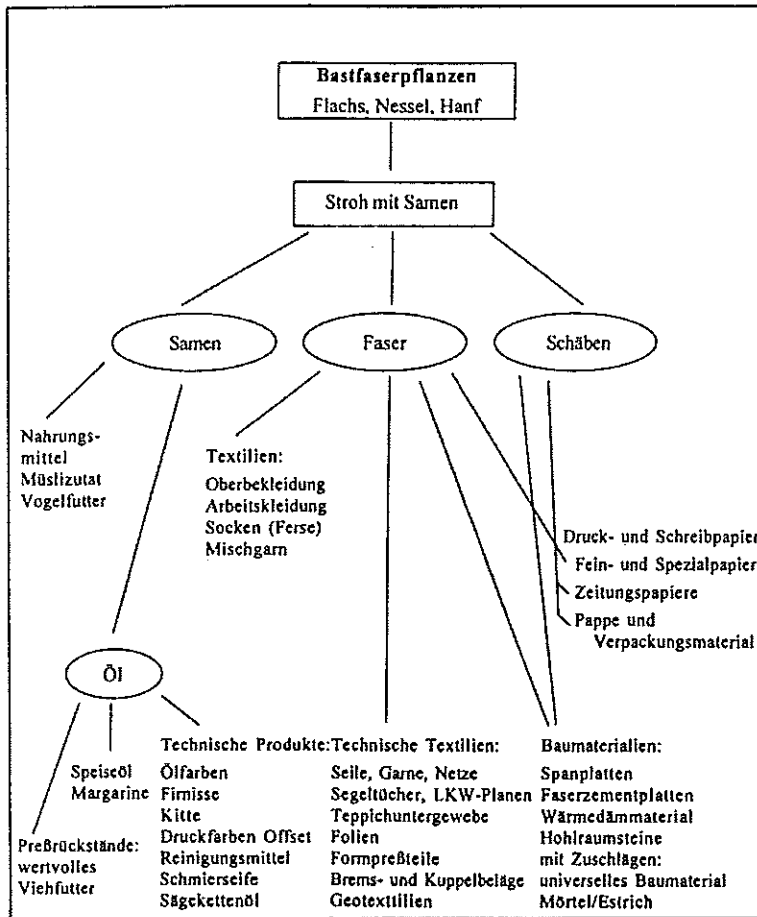 Bastfaserpflanzen
Flachs, Nessel, Hanf
Stroh mit Samen
Samen
Faser
Schäben
Nahrungs-
mittel
Müslizutat
Vogelfutter
Textilien:
Oberbekleidung
Arbeitskleidung
Socken (Ferse)
Mischgarn
Druck- und Schreibpapier
Fein- und Spezialpapier
Zeitungspapiere
Pappe und
Verpackungsmaterial
Öl
Speiseöl
Margarine
Preßrückstände:
wertvolles
Viehfutter
Technische Produkte:
Ölfarben
Firnisse
Kitte
Druckfarben Offset
Reinigungsmittel
Schmierseife
Sägekettenöl
Technische Textilien:
Seile, Garne, Netze
Segeltücher, LKW-Planen
Teppichuntergewebe
Folien
Formpreßteile
Brems- und Kuppelbeläge
Geotexttilien
Baumaterialien:
Spanplatten
Faserzementplatten
Wärmedämmaterial
Hohlraumsteine
mit Zuschlägen:
universelles Baumaterial
Mörtel/Estrich